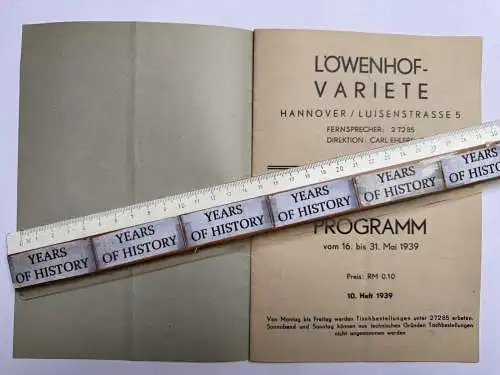 LÖWENHOF-
VARIETE
HANNOVER / LUISENSTRASSE 5
FERNSPRECHER: 27285
DIREKTION: CARL EHLERS
YEARS
OF HISTORY
YEARS
OF HISTORY
YEARS
OF HISTORY
YEARS
OF HISTORY
YEARS
OF HISTORY
YEARS
OF HISTORY
PROGRAMM
vom 16. bis 31. Mai 1939
Preis: RM 0.10
10. Heft 1939
Von Montag bis Freitag werden Tischbestellungen unter 27285 erbeten.
Sonnabend und Sonntag können aus technischen Gründen Tischbestellungen
nicht angenommen werden